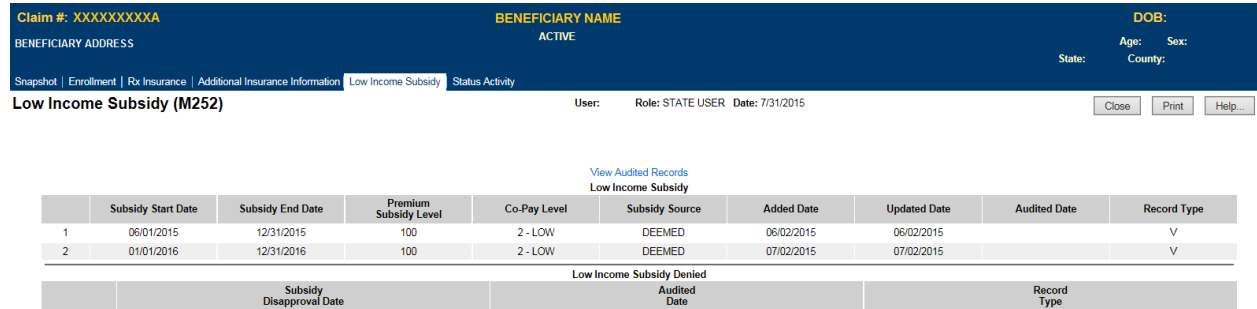 Claim #: XXXXXXXXXA BENEFICIARY NAME DOB:
BENEFICIARY ADDRESS ACTIVE Age: Sex:
State: County:
Snapshot | Enrollment | Rx Insurance | Additional Insurance Information Low Income Subsidy Status Activity
Low Income Subsidy (M252) User: Role: STATE USER Date: 7/31/2015 Close Print Help...
View Audited Records
Low Income Subsidy
Subsidy Start Date Subsidy End Date Premium Subsidy Level Co-Pay Level Subsidy Source Added Date Updated Date Audited Date Record Type
1 06/01/2015 12/31/2015 100 2 - LOW DEEMED 06/02/2015 06/02/2015 V
2 01/01/2016 12/31/2016 100 2 - LOW DEEMED 07/02/2015 07/02/2015 V
Low Income Subsidy Denied
Subsidy Disapproval Date Audited Date Record Type